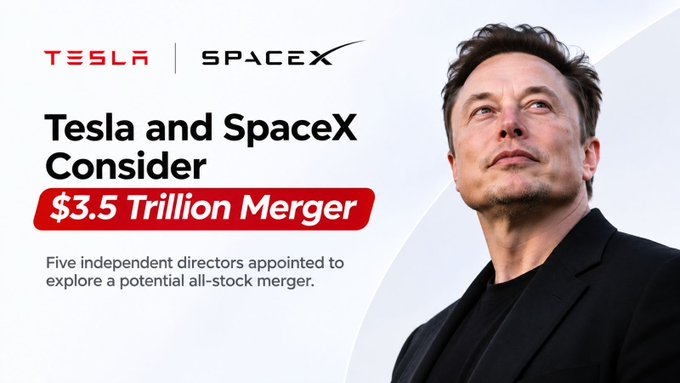 TESLA
SPACEX
Tesla and SpaceX
Consider
$3.5 Trillion Merger
Five independent directors appointed to
explore a potential all-stock merger.